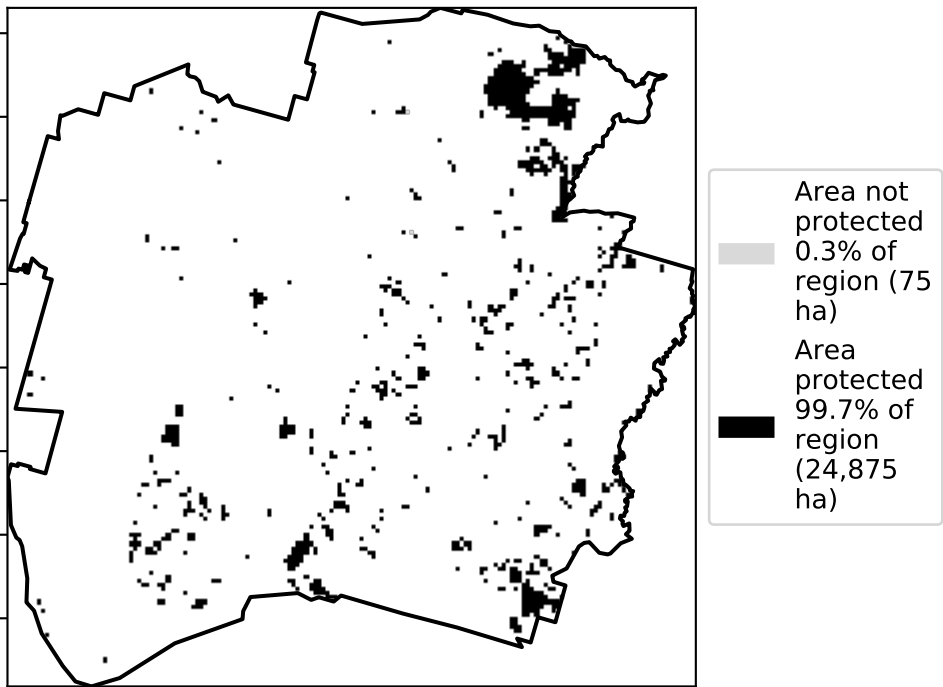 Area not
protected
0.3% of
region (75
ha)
Area
protected
99.7% of
region
(24,875
ha)